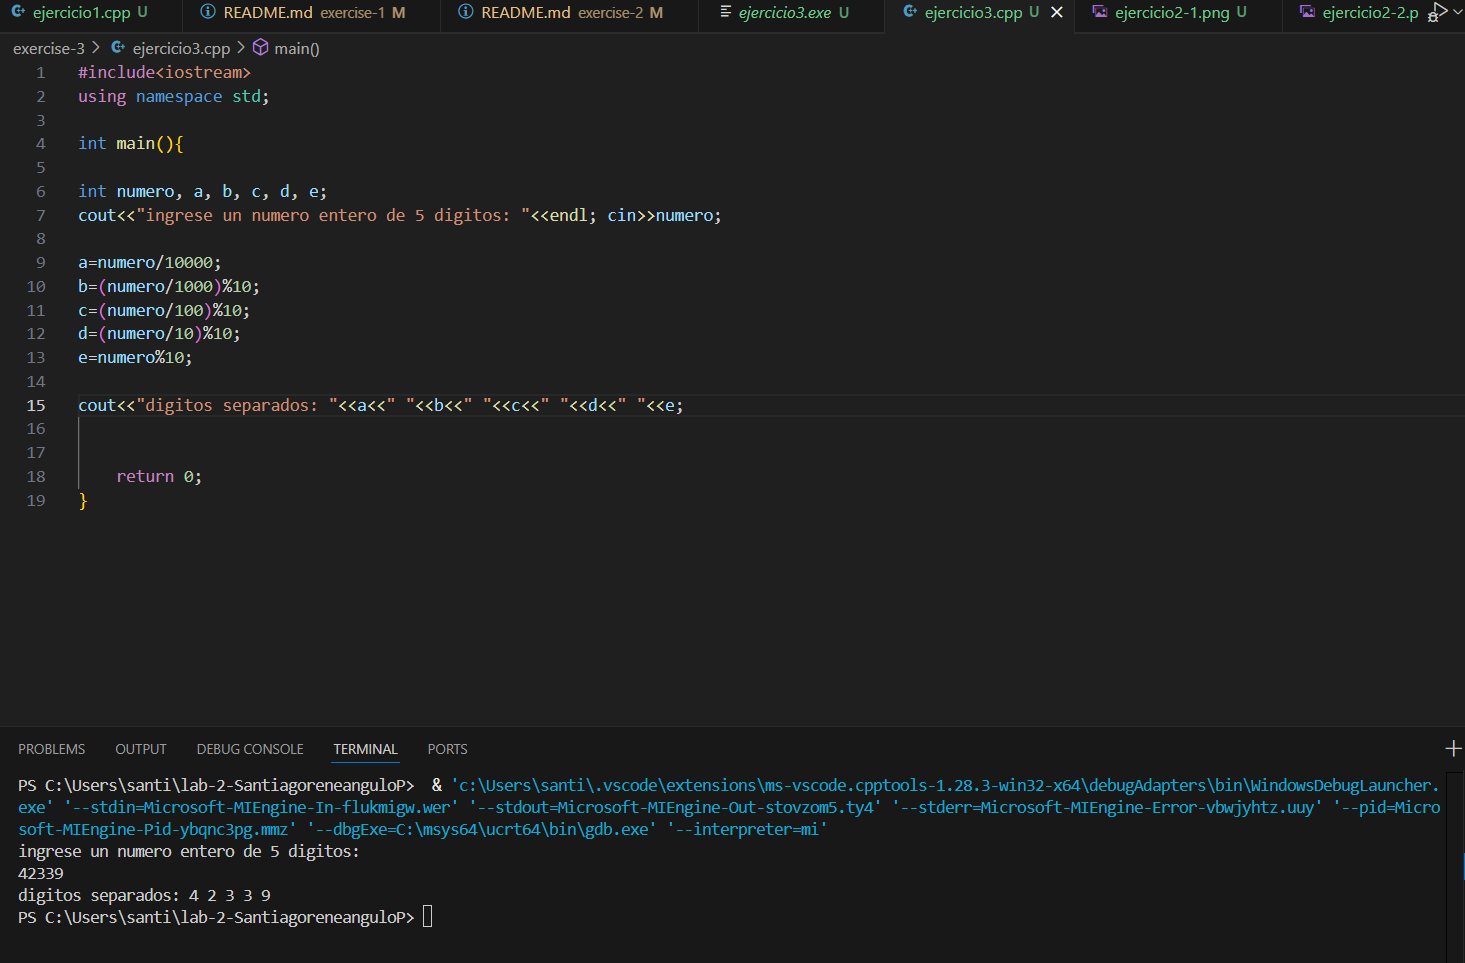 ejercicio1.cpp U README.md exercise-1 M README.md exercise-2 M ejercicio3.exe U ejercicio3.cpp U ejercicio2-1.png U ejercicio2-2.p
exercise-3 > ejercicio3.cpp > main()
1 #include<iostream>
2 using namespace std;
3
4 int main(){
5
6 int numero, a, b, c, d, e;
7 cout<<"ingrese un numero entero de 5 digitos: "<<endl; cin>>numero;
8
9 a=numero/10000;
10 b=(numero/1000)%10;
11 c=(numero/100)%10;
12 d=(numero/10)%10;
13 e=numero%10;
14
15 cout<<"digitos separados: "<<a<<" "<<b<<" "<<c<<" "<<d<<" "<<e;
16
17
18 return 0;
19 }
PROBLEMS OUTPUT DEBUG CONSOLE TERMINAL PORTS
PS C:\Users\santi\lab-2-SantiagoreneanguloP> & 'c:\Users\santi\.vscode\extensions\ms-vscode.cpptools-1.28.3-win32-x64\debugAdapters\bin\WindowsDebugLauncher.
exe' '--stdin=Microsoft-MIEngine-In-flukmigw.wer' '--stdout=Microsoft-MIEngine-Out-stovzom5.ty4' '--stderr=Microsoft-MIEngine-Error-vbwjyhtz.uuy' '--pid=Micro
soft-MIEngine-Pid-ybqnc3pg.mmz' '--dbgExe=C:\msys64\ucrt64\bin\gdb.exe' '--interpreter=mi'
ingrese un numero entero de 5 digitos:
42339
digitos separados: 4 2 3 3 9
PS C:\Users\santi\lab-2-SantiagoreneanguloP>